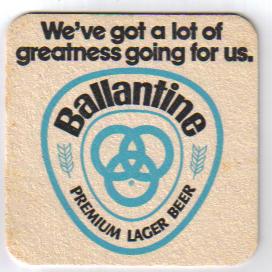 We've got a lot of
greatness going for us.
Ballantine
PREMIUM LAGER BEER